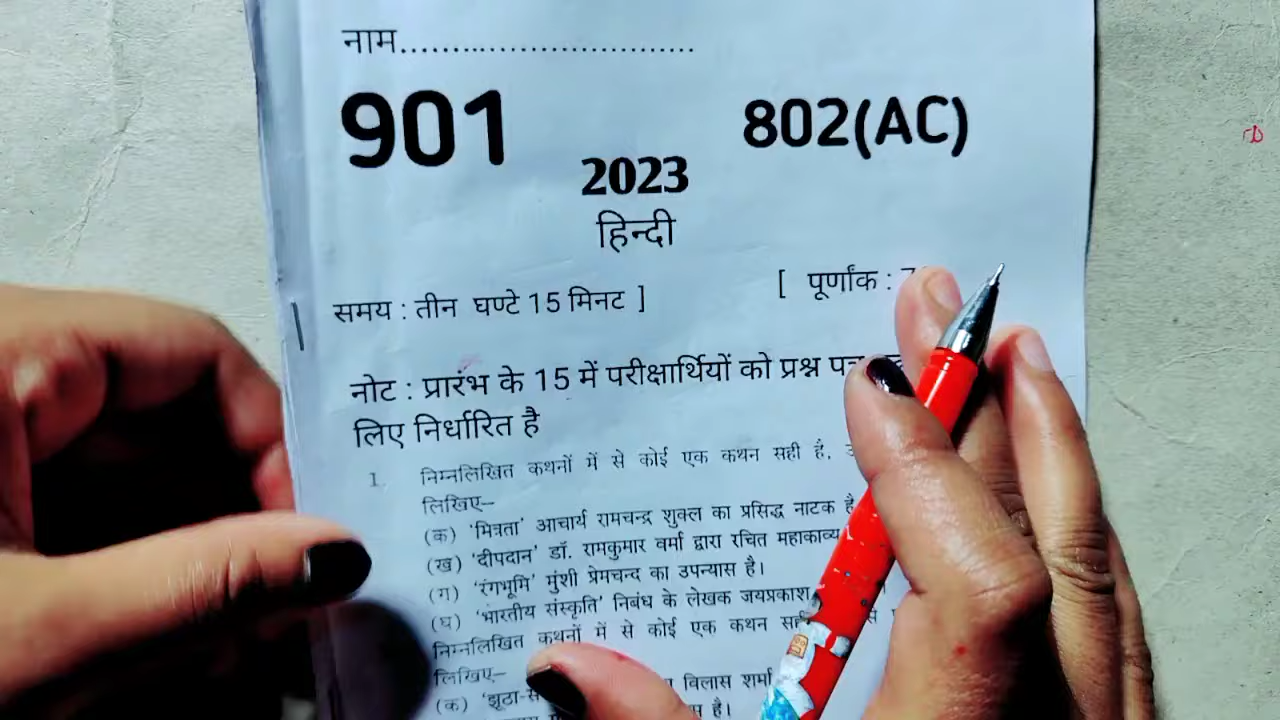 नाम.......................................
901
802(AC)
2023
हिन्दी
समय : तीन घण्टे 15 मिनट ]
[ पूर्णांक :
नोट : प्रारंभ के 15 में परीक्षार्थियों को प्रश्न
लिए निर्धारित है
1. निम्नलिखित कथनों में से कोई एक कथन सही है,
लिखिए–
(क) 'मित्रता' आचार्य रामचन्द्र शुक्ल का प्रसिद्ध नाटक है
(ख) 'दीपदान' डॉ. रामकुमार वर्मा द्वारा रचित महाकाव्य
(ग) 'रंगभूमि' मुंशी प्रेमचन्द का उपन्यास है।
(घ) 'भारतीय संस्कृति' निबंध के लेखक जयप्रकाश
निम्नलिखित कथनों में से कोई एक कथन
लिखिए–
(क) विलास शर्मा
है।